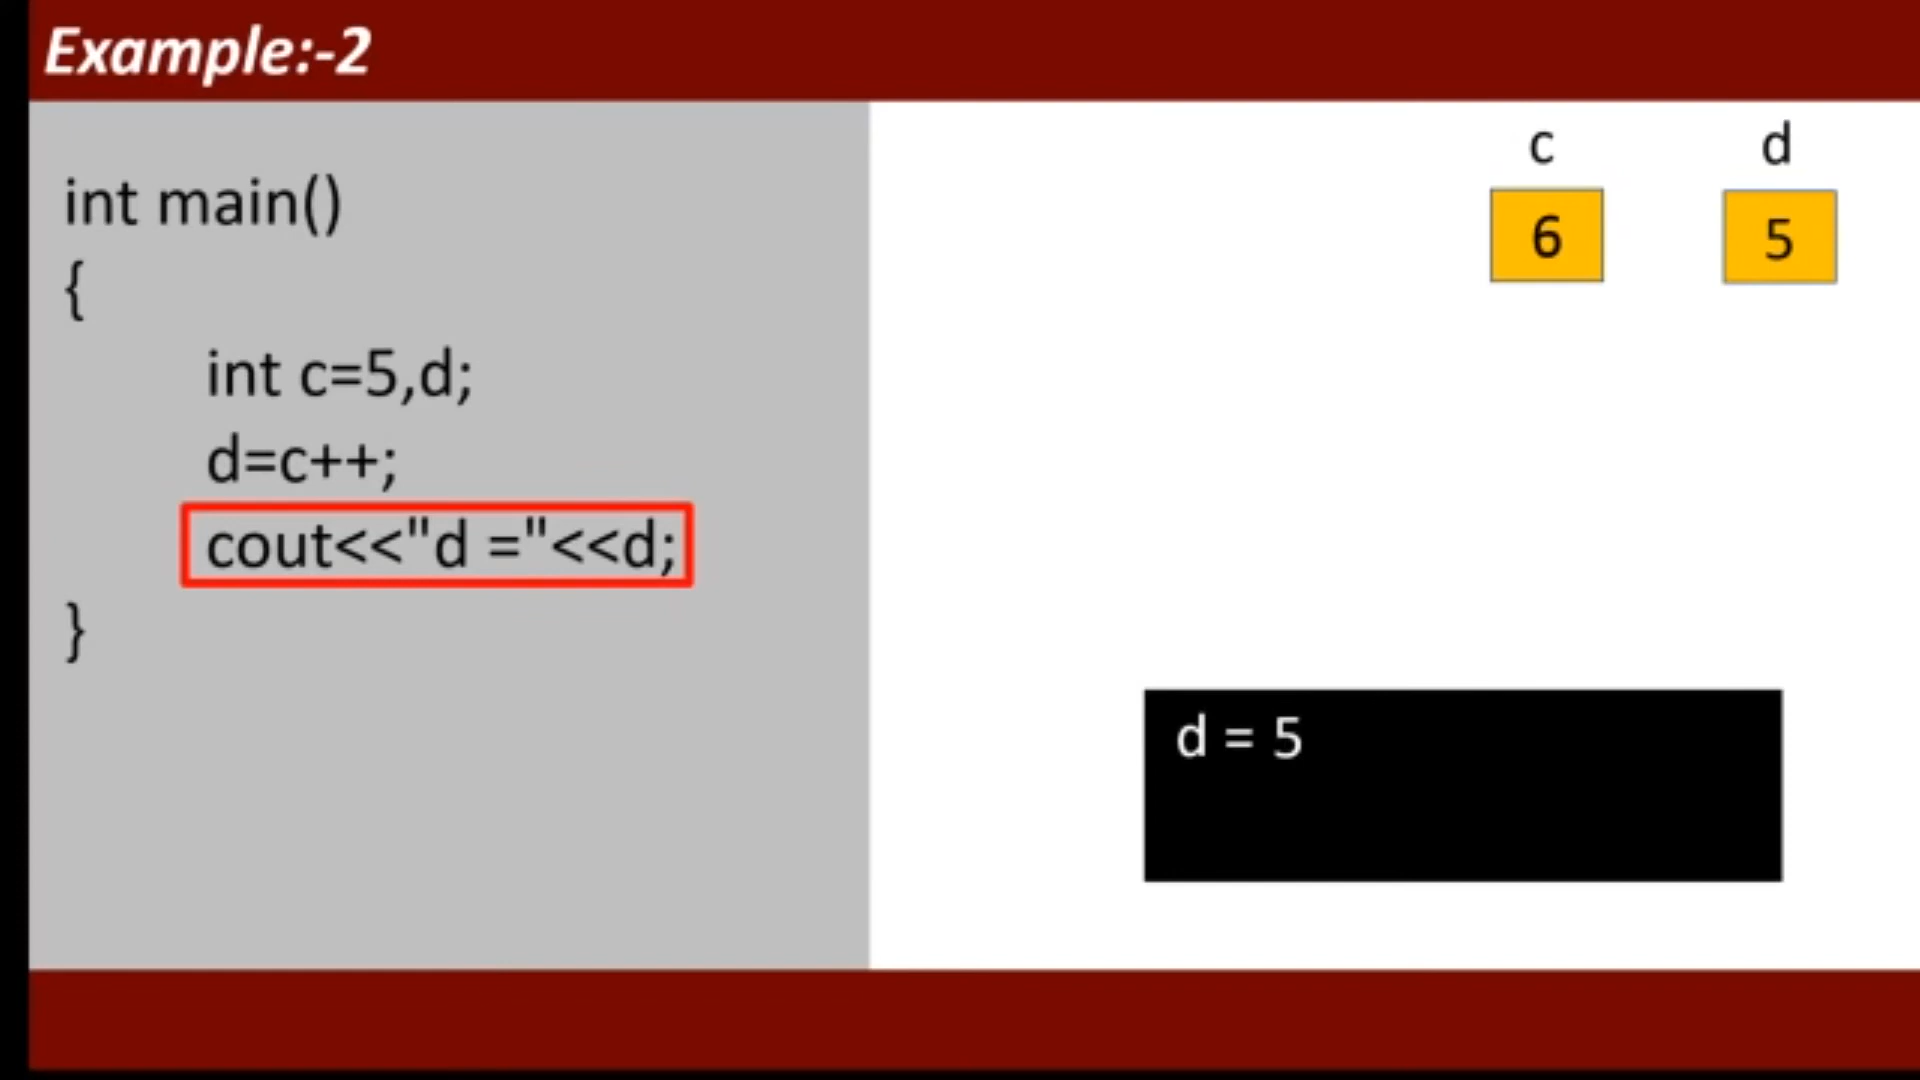 Example:-2
int main()
{
int c=5,d;
d=c++;
cout<<"d ="<<d;
}
c d
6 5
d = 5